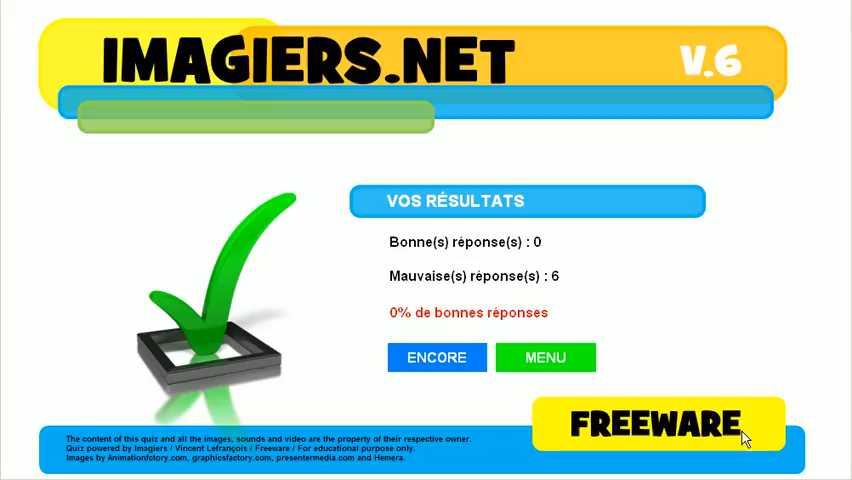 IMAGIERS.NET
V.6
VOS RÉSULTATS
Bonne(s) réponse(s) : 0
Mauvaise(s) réponse(s) : 6
0% de bonnes réponses
ENCORE
MENU
FREEWARE
The content of this quiz and all the images, sounds and video are the property of their respective owner.
Quiz powered by Imagiers / Vincent Lefrançois / Freeware / For educational purpose only.
Images by Animationfctory.com, graphicsfactory.com, presentermedia.com and Hemera.